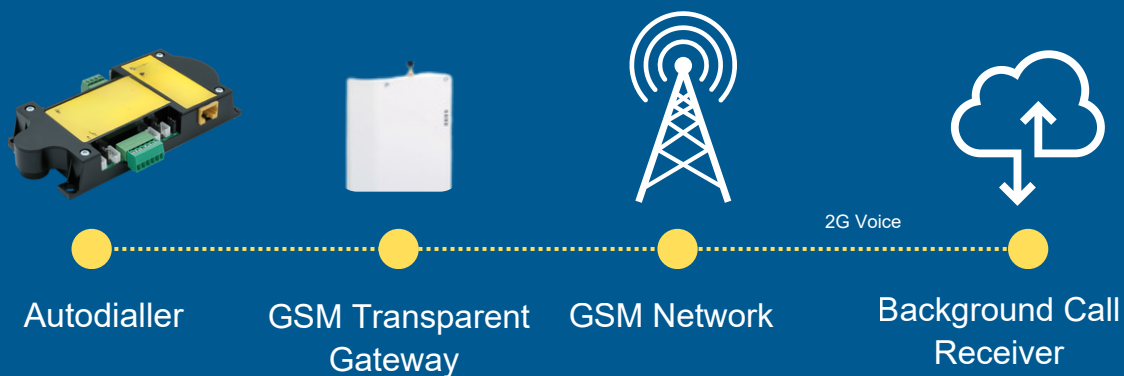 2G Voice
Autodialler
GSM Transparent
Gateway
GSM Network
Background Call
Receiver